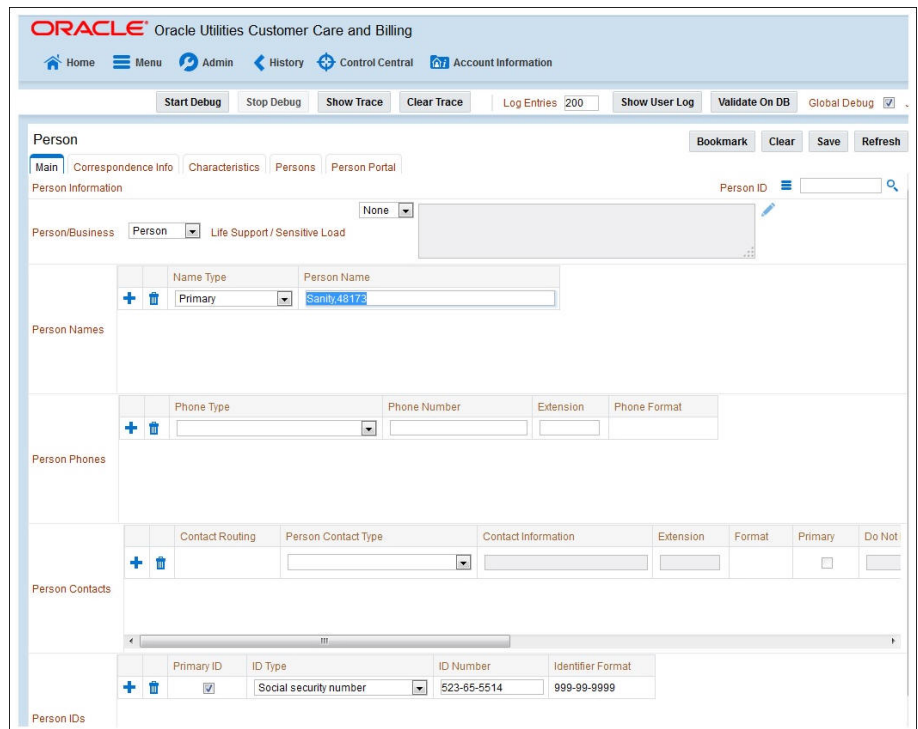 ORACLE® Oracle Utilities Customer Care and Billing
Home Menu Admin History Control Central Account Information
Start Debug Stop Debug Show Trace Clear Trace Log Entries 200 Show User Log Validate On DB Global Debug
Person Bookmark Clear Save Refresh
Main Correspondence Info Characteristics Persons Person Portal
Person Information Person ID
None
Person/Business Person Life Support / Sensitive Load
Name Type Person Name
Primary Sanity,48173
Person Names
Phone Type Phone Number Extension Phone Format
Person Phones
Contact Routing Person Contact Type Contact Information Extension Format Primary Do Not
Person Contacts
Primary ID ID Type ID Number Identifier Format
Social security number 523-65-5514 999-99-9999
Person IDs